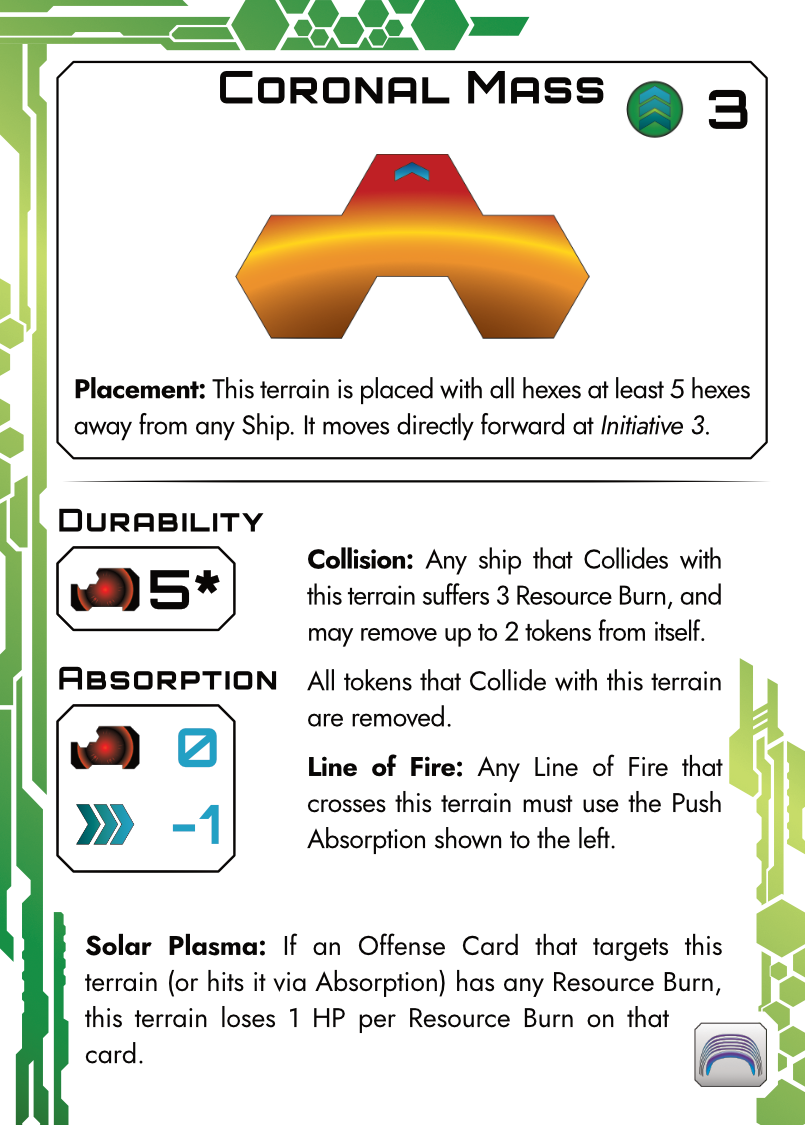 Coronal Mass 3
Placement: This terrain is placed with all hexes at least 5 hexes
away from any Ship. It moves directly forward at Initiative 3.
Durability
5*
Collision: Any ship that Collides with
this terrain suffers 3 Resource Burn, and
may remove up to 2 tokens from itself.
All tokens that Collide with this terrain
are removed.
Absorption
0
-1
Line of Fire: Any Line of Fire that
crosses this terrain must use the Push
Absorption shown to the left.
Solar Plasma: If an Offense Card that targets this
terrain (or hits it via Absorption) has any Resource Burn,
this terrain loses 1 HP per Resource Burn on that
card.